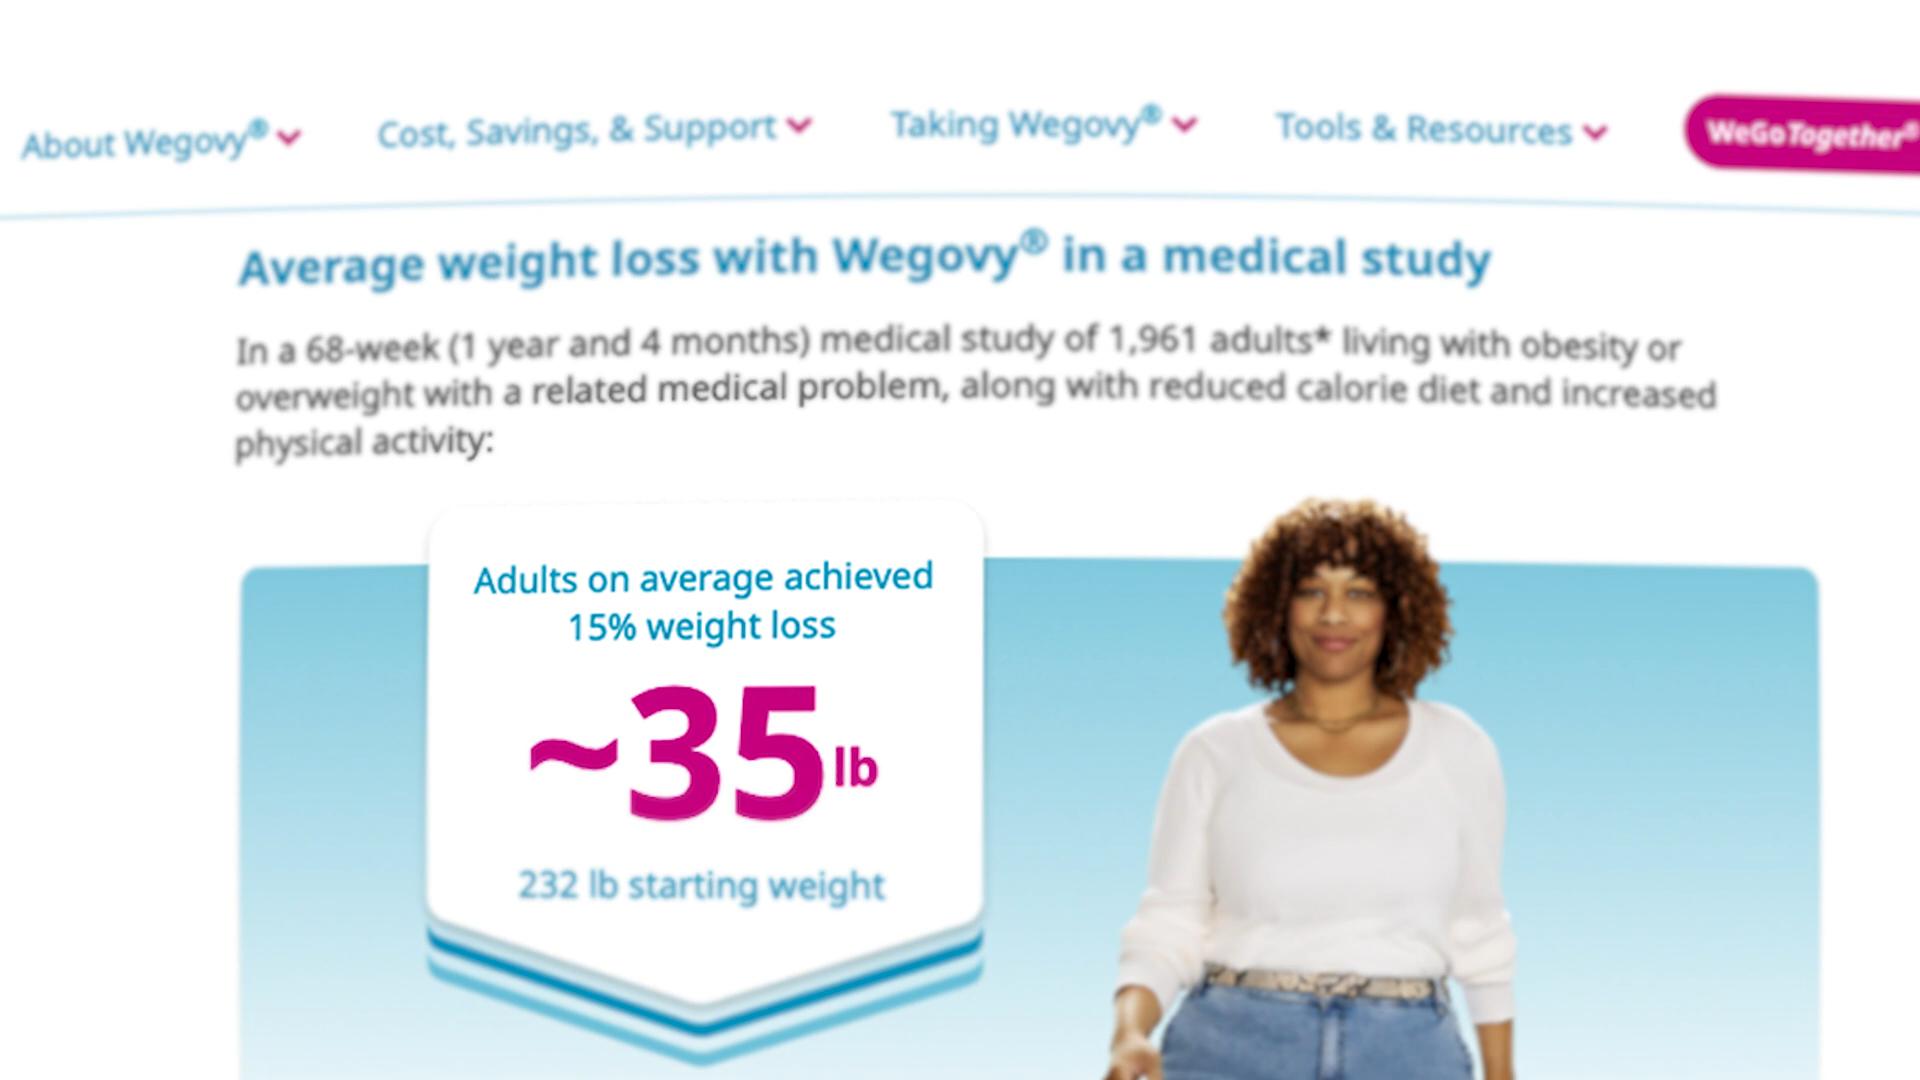 About Wegovy®
Cost, Savings, & Support
Taking Wegovy®
Tools & Resources
WeGoTogether®
Average weight loss with Wegovy® in a medical study
In a 68-week (1 year and 4 months) medical study of 1,961 adults* living with obesity or
overweight with a related medical problem, along with reduced calorie diet and increased
physical activity:
Adults on average achieved
15% weight loss
~35 lb
232 lb starting weight